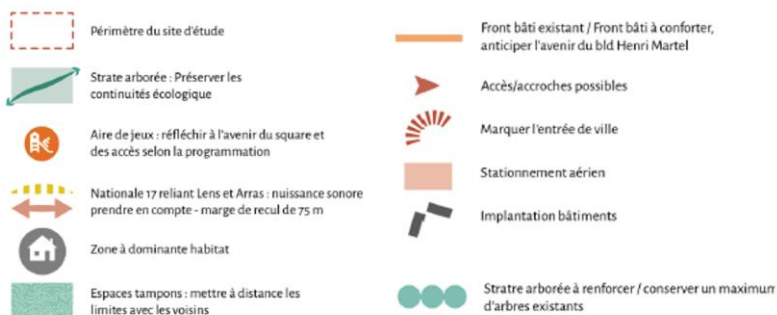 Périmètre du site d'étude
Strate arborée : Préserver les
continuités écologique
Aire de jeux : réfléchir à l'avenir du square et
des accès selon la programmation
Nationale 17 reliant Lens et Arras : nuissance sonore
prendre en compte - marge de recul de 75 m
Zone à dominante habitat
Espaces tampons : mettre à distance les
limites avec les voisins
Front bâti existant / Front bâti à conforter,
anticiper l'avenir du bld Henri Martel
Accès/accroches possibles
Marquer l'entrée de ville
Stationnement aérien
Implantation bâtiments
Stratre arborée à renforcer / conserver un maximum
d'arbres existants